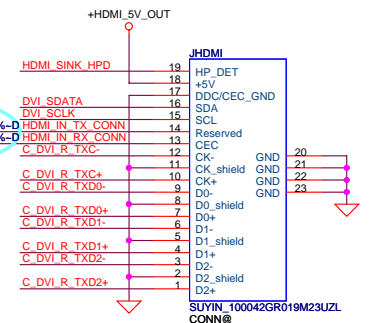 +HDMI_5V_OUT
JHDMI
HDMI_SINK_HPD 19 HP_DET
18 +5V
17 DDC/CEC_GND
DVI_SDATA 16 SDA
DVI_SCLK 15 SCL
%~D HDMI_IN_TX_CONN 14 Reserved
%~D HDMI_IN_RX_CONN 13 CEC
C_DVI_R_TXC- 12 CK- GND 20
11 CK_shield GND 21
C_DVI_R_TXC+ 10 CK+ GND 22
C_DVI_R_TXD0- 9 D0- GND 23
8 D0_shield
C_DVI_R_TXD0+ 7 D0+
C_DVI_R_TXD1- 6 D1-
5 D1_shield
C_DVI_R_TXD1+ 4 D1+
C_DVI_R_TXD2- 3 D2-
2 D2_shield
C_DVI_R_TXD2+ 1 D2+
SUYIN_100042GR019M23UZL
CONN@